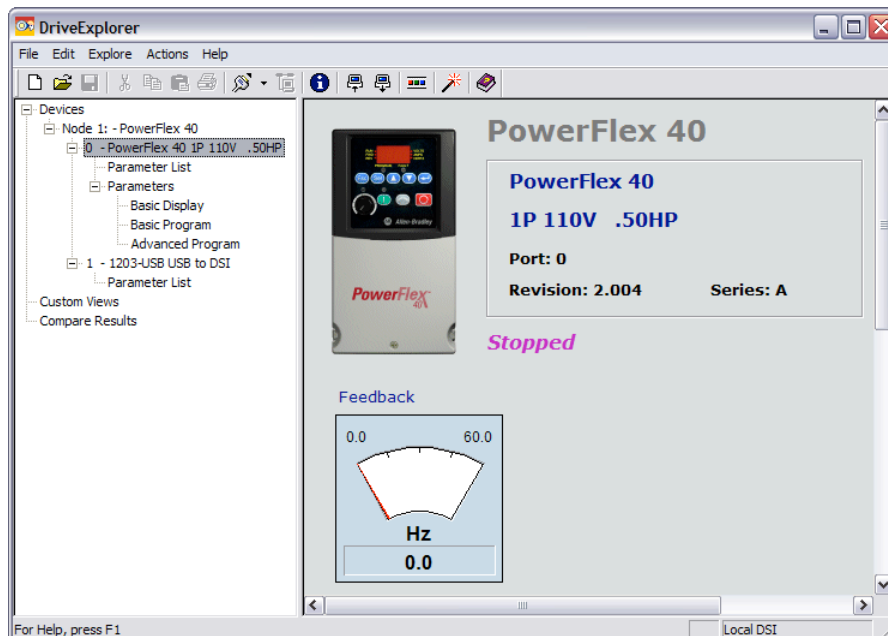 DriveExplorer
File Edit Explore Actions Help
Devices
Node 1: - PowerFlex 40
0 - PowerFlex 40 1P 110V .50HP
Parameter List
Parameters
Basic Display
Basic Program
Advanced Program
1 - 1203-USB USB to DSI
Parameter List
Custom Views
Compare Results
PowerFlex 40
PowerFlex 40
1P 110V .50HP
Port: 0
Revision: 2.004 Series: A
Allen-Bradley
PowerFlex
40
Stopped
Feedback
0.0 60.0
Hz
0.0
For Help, press F1
Local DSI